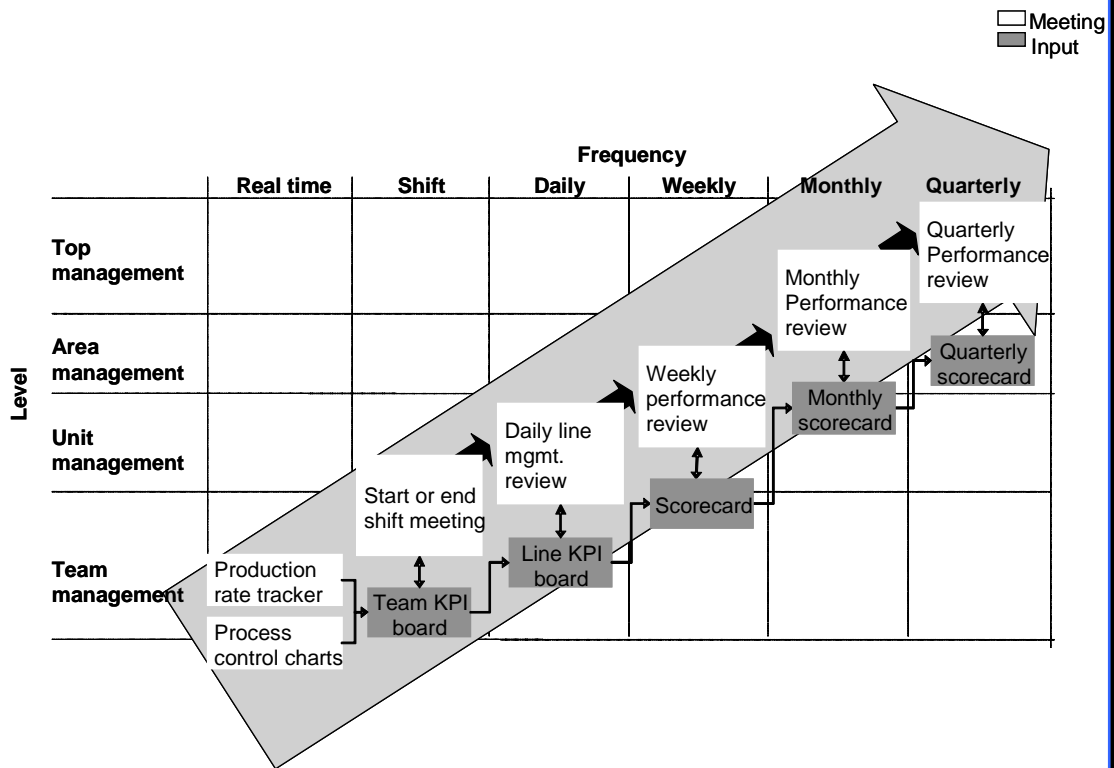 Meeting
Input
Frequency
Real time
Shift
Daily
Weekly
Monthly
Quarterly
Level
Top
management
Area
management
Unit
management
Team
management
Production
rate tracker
Process
control charts
Start or end
shift meeting
Team KPI
board
Daily line
mgmt.
review
Line KPI
board
Weekly
performance
review
Scorecard
Monthly
Performance
review
Monthly
scorecard
Quarterly
Performance
review
Quarterly
scorecard